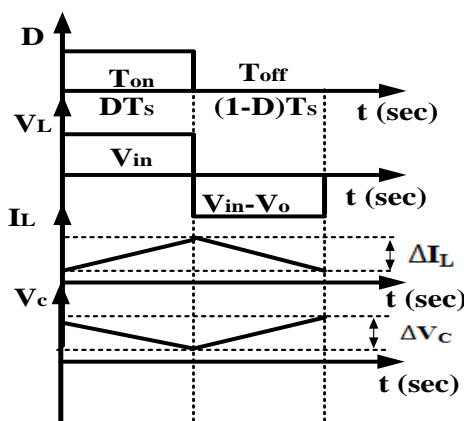 D
Ton Toff
DTs (1-D)Ts t (sec)
VL
Vin
t (sec)
Vin-Vo
IL
ΔIL
t (sec)
Vc
ΔVC
t (sec)